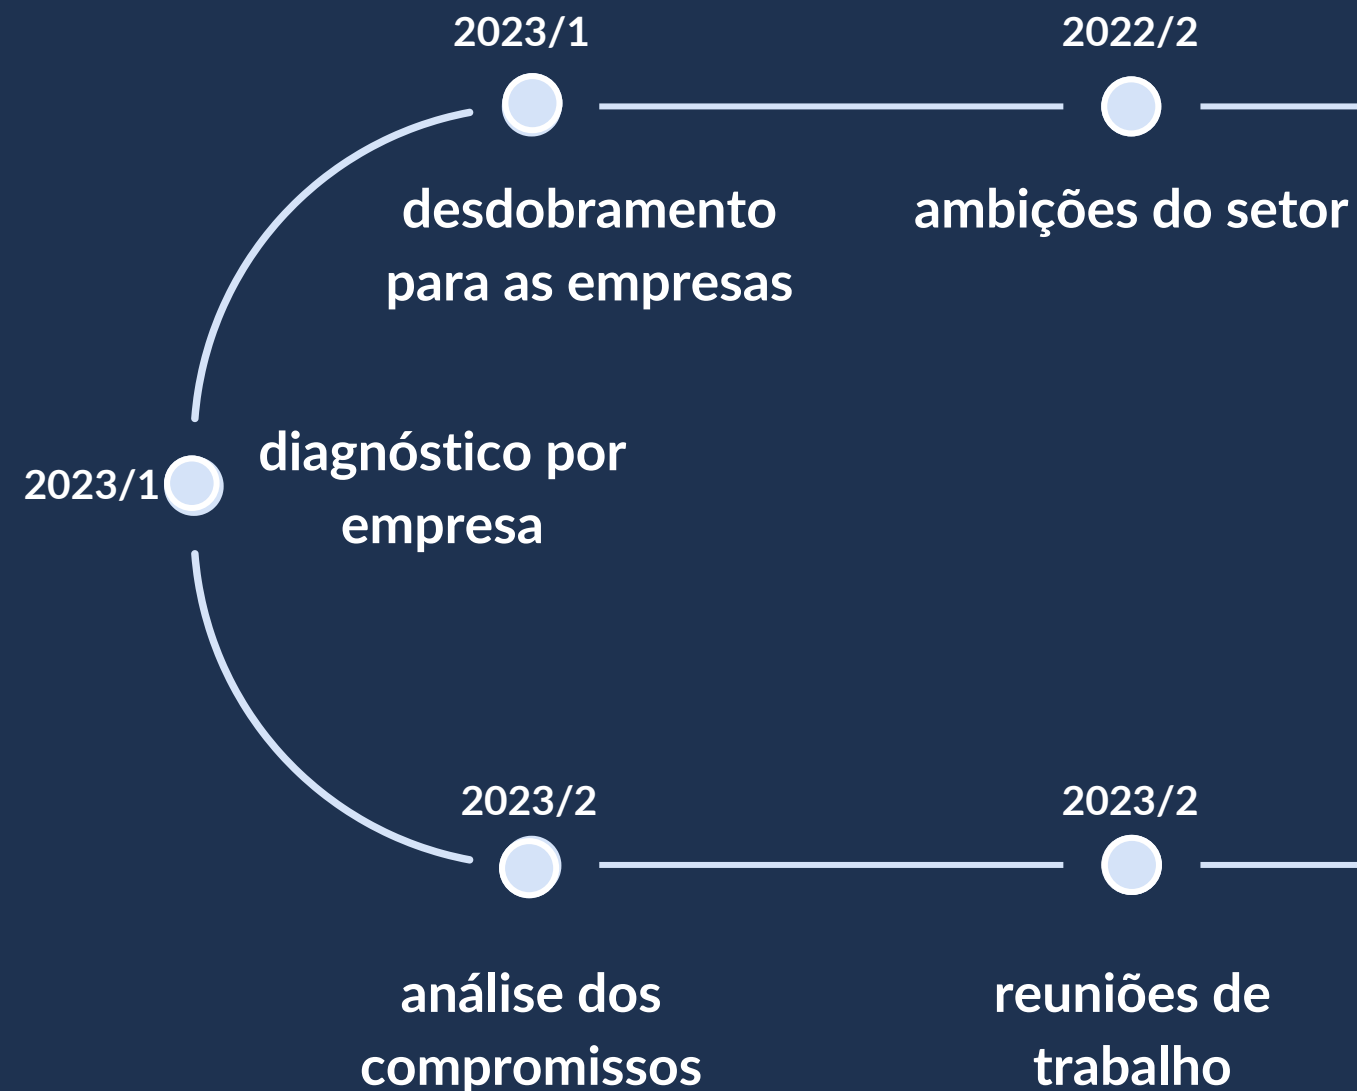 2023/1
2022/2
desdobramento
para as empresas
ambições do setor
2023/1
diagnóstico por
empresa
2023/2
2023/2
análise dos
compromissos
reuniões de
trabalho